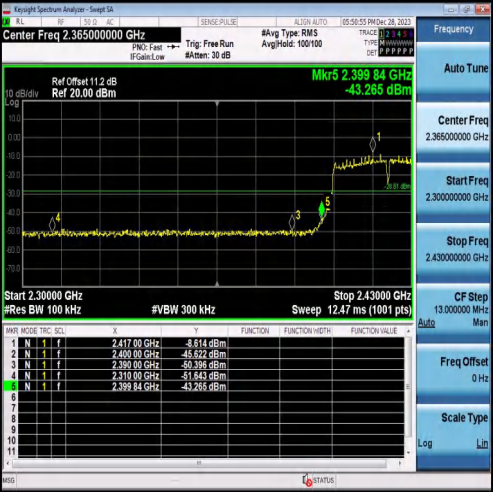 Keysight Spectrum Analyzer - Swept SA
RL RF 50 Ω AC SENSE:PULSE ALIGN AUTO 05:50:55 PM Dec 28, 2023
Center Freq 2.365000000 GHz
PNO: Fast
IFGain:Low
Trig: Free Run
#Atten: 30 dB
#Avg Type: RMS
Avg|Hold: 100/100
TRACE 1 2 3 4 5 6
TYPE M W W W W W
DET P P P P P P
Frequency
Auto Tune
Center Freq
2.365000000 GHz
Start Freq
2.300000000 GHz
Stop Freq
2.430000000 GHz
CF Step
13.000000 MHz
Auto Man
Freq Offset
0 Hz
Scale Type
Log Lin
Mkr5 2.399 84 GHz
-43.265 dBm
Ref Offset 11.2 dB
10 dB/div Ref 20.00 dBm
Log
10.0
0.00
-10.0
-20.0
-30.0
-40.0
-50.0
-60.0
-70.0
1
5
3
4
-28.61 dBm
Start 2.30000 GHz
Stop 2.43000 GHz
#Res BW 100 kHz
#VBW 300 kHz
Sweep 12.47 ms (1001 pts)
MKR MODE TRC SCL X Y FUNCTION FUNCTION WIDTH FUNCTION VALUE
1 N 1 f 2.417 00 GHz -8.614 dBm
2 N 1 f 2.400 00 GHz -45.622 dBm
3 N 1 f 2.390 00 GHz -50.396 dBm
4 N 1 f 2.310 00 GHz -51.643 dBm
5 N 1 f 2.399 84 GHz -43.265 dBm
6
7
8
9
10
11
MSG
STATUS